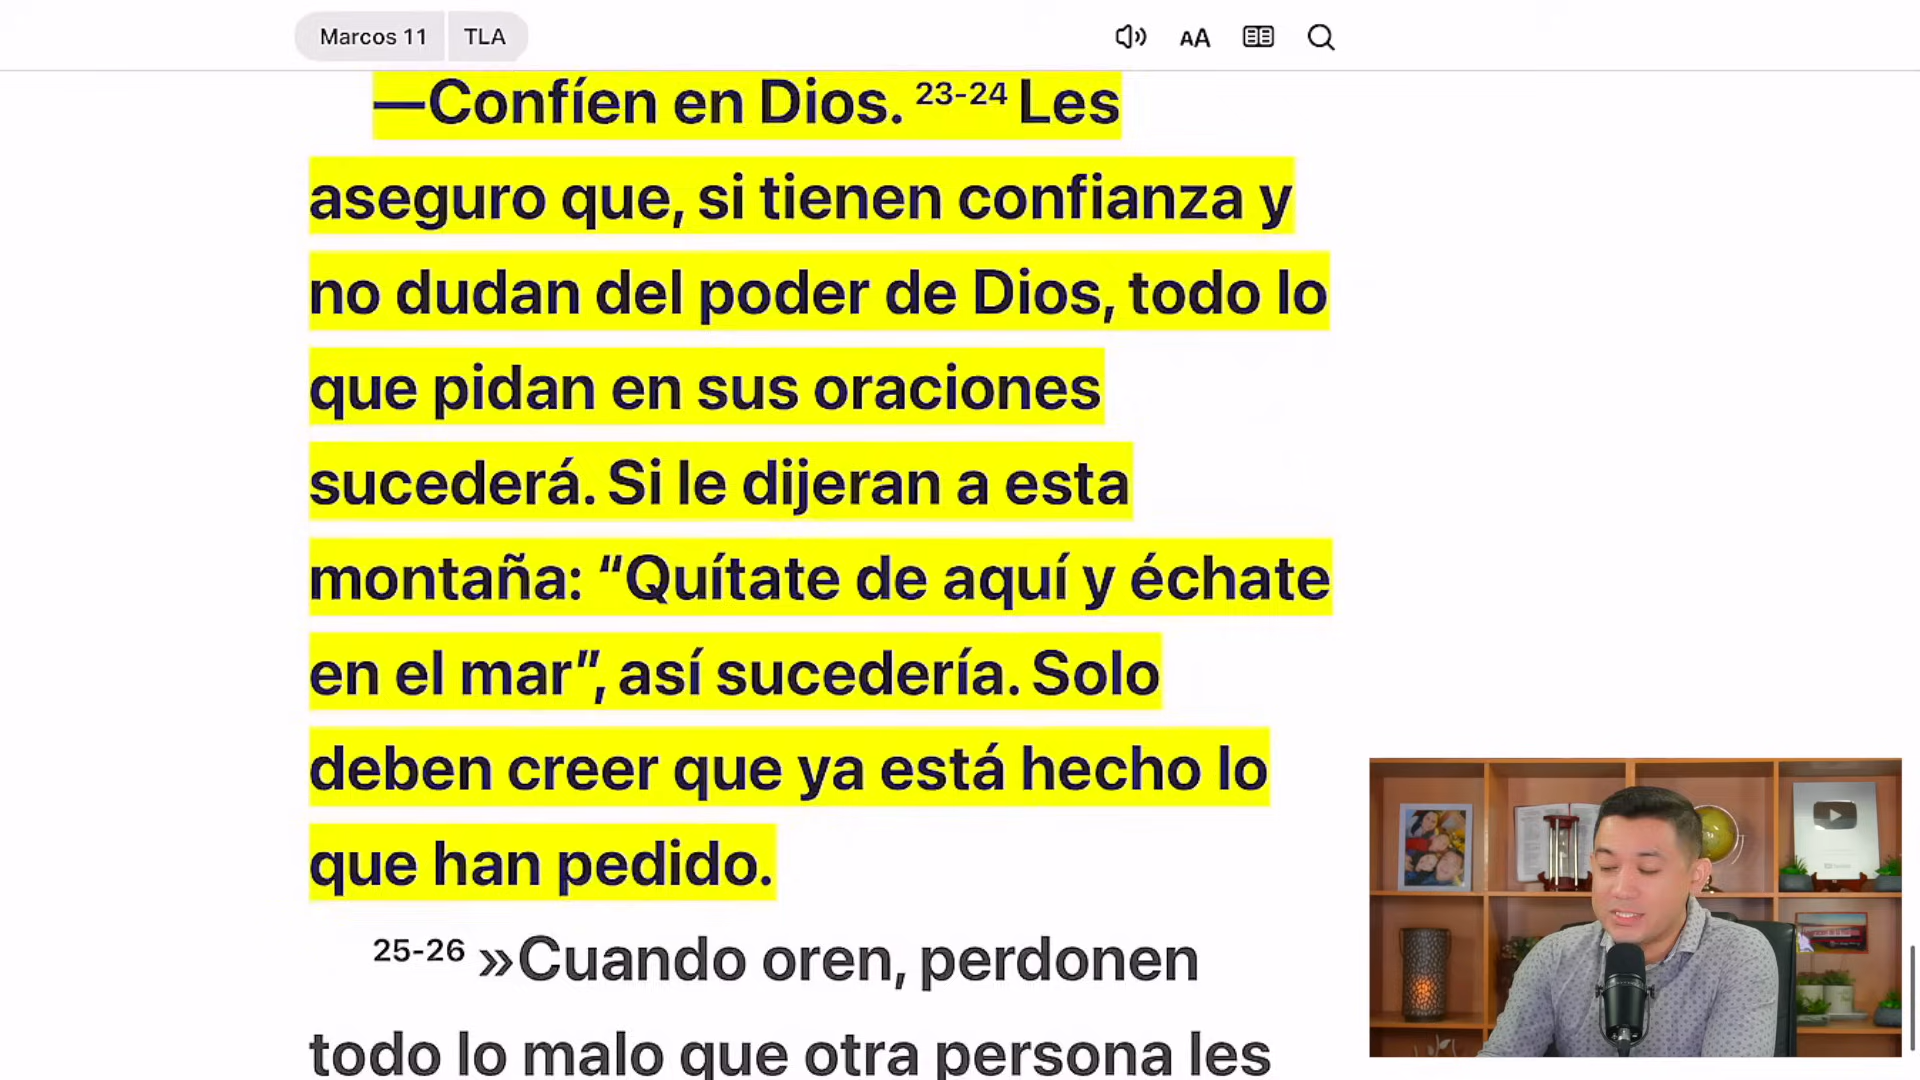 Marcos 11 TLA
AA
—Confíen en Dios. 23-24 Les
aseguro que, si tienen confianza y
no dudan del poder de Dios, todo lo
que pidan en sus oraciones
sucederá. Si le dijeran a esta
montaña: “Quítate de aquí y échate
en el mar”, así sucedería. Solo
deben creer que ya está hecho lo
que han pedido.
25-26 »Cuando oren, perdonen
todo lo malo que otra persona les